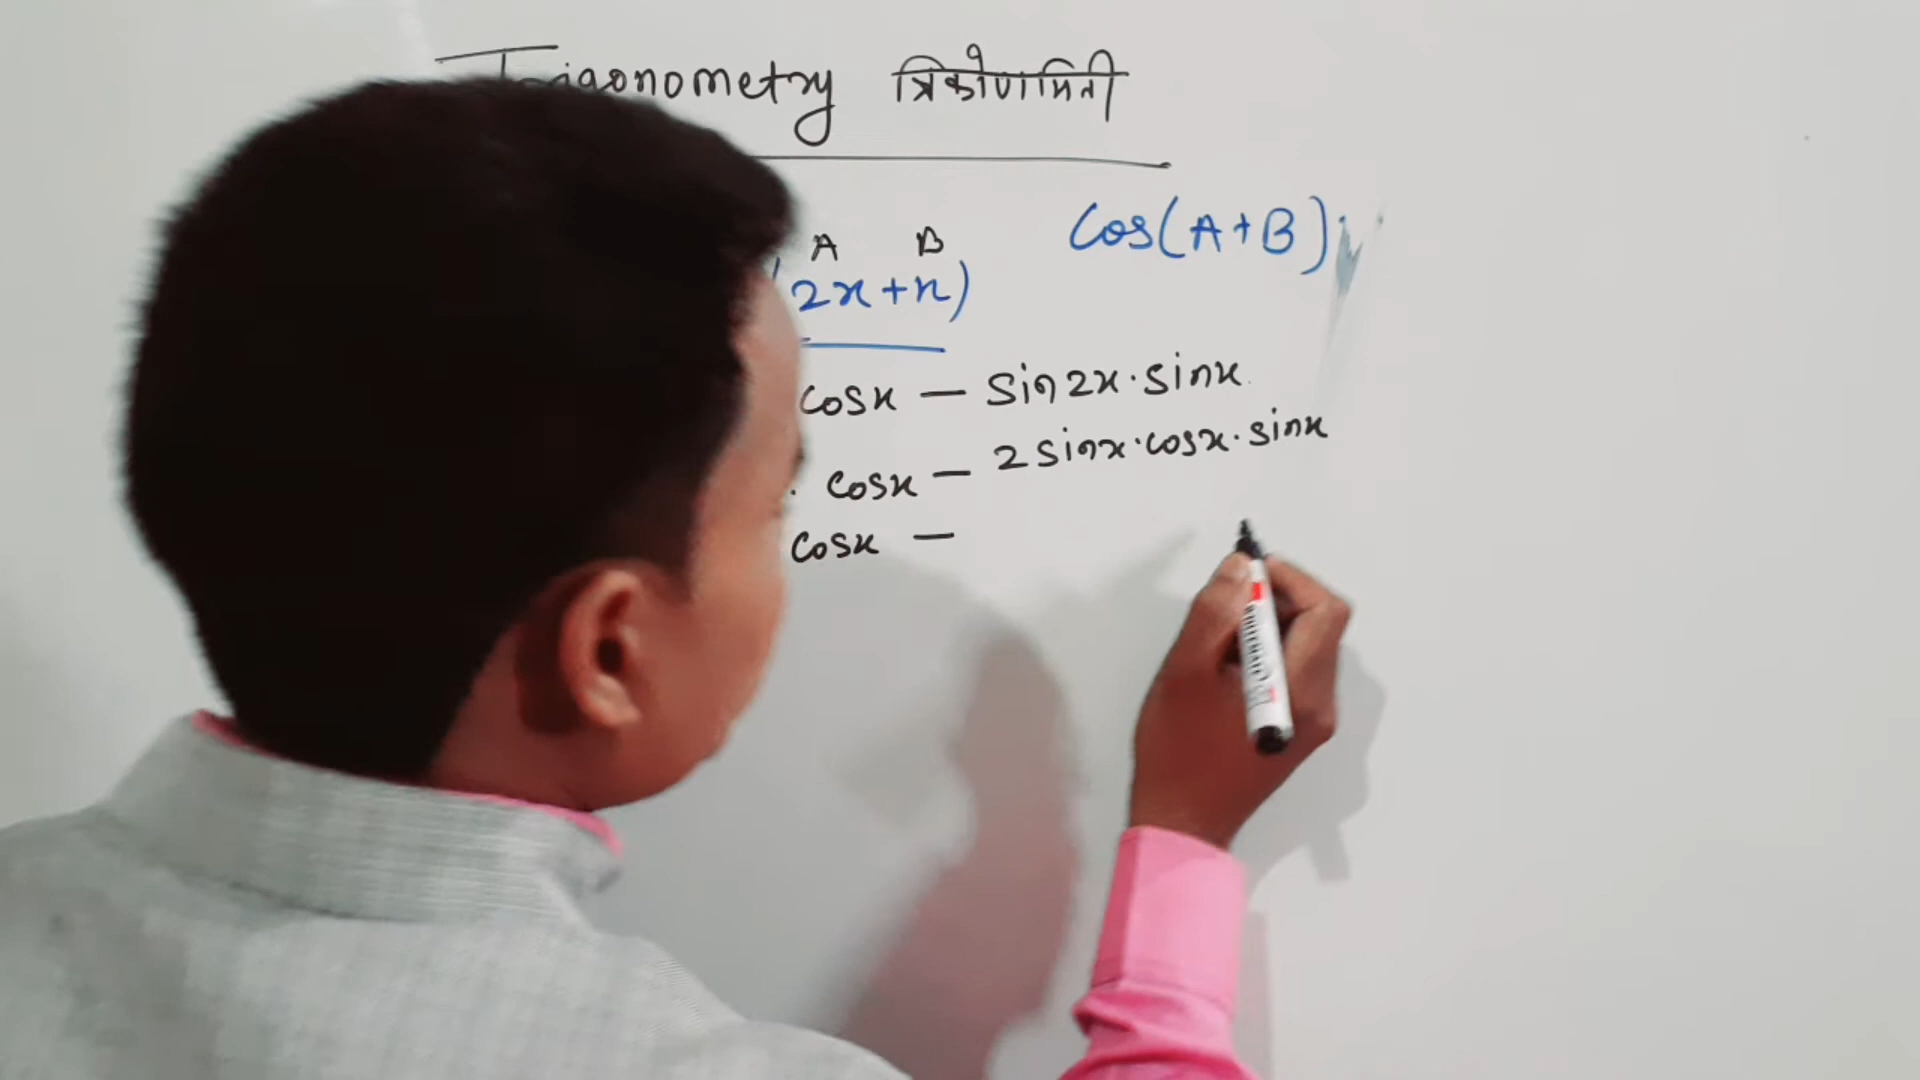 Trigonometry त्रिकोणमिती
A B
Cos(A+B)
(2x+x)
cosx — sin2x·sinx
· cosx — 2sinx·cosx·sinx
cosx —